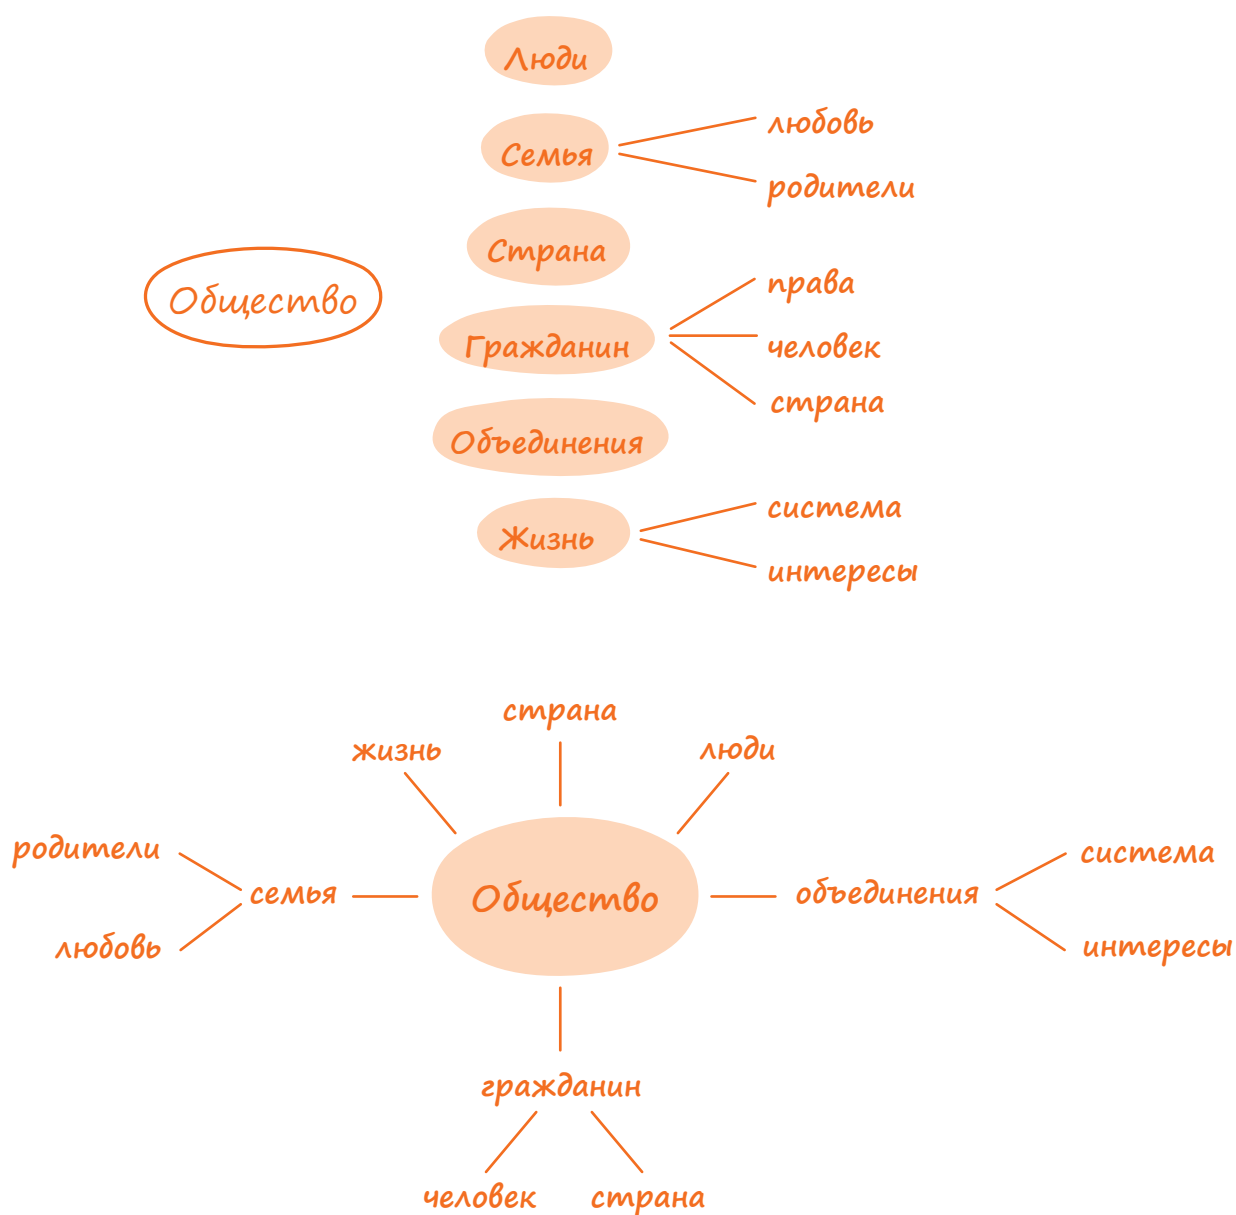 Люди
Семья
любовь
родители
Страна
Общество
права
Гражданин
человек
страна
Объединения
система
Жизнь
интересы
страна
жизнь
люди
родители
система
семья
Общество
объединения
любовь
интересы
гражданин
человек
страна